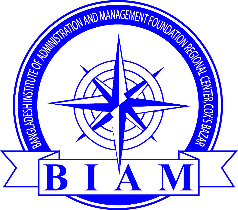 BANGLADESH INSTITUTE OF ADMINISTRATION AND MANAGEMENT FOUNDATION REGIONAL CENTER COX'S BAZAR
BIAM